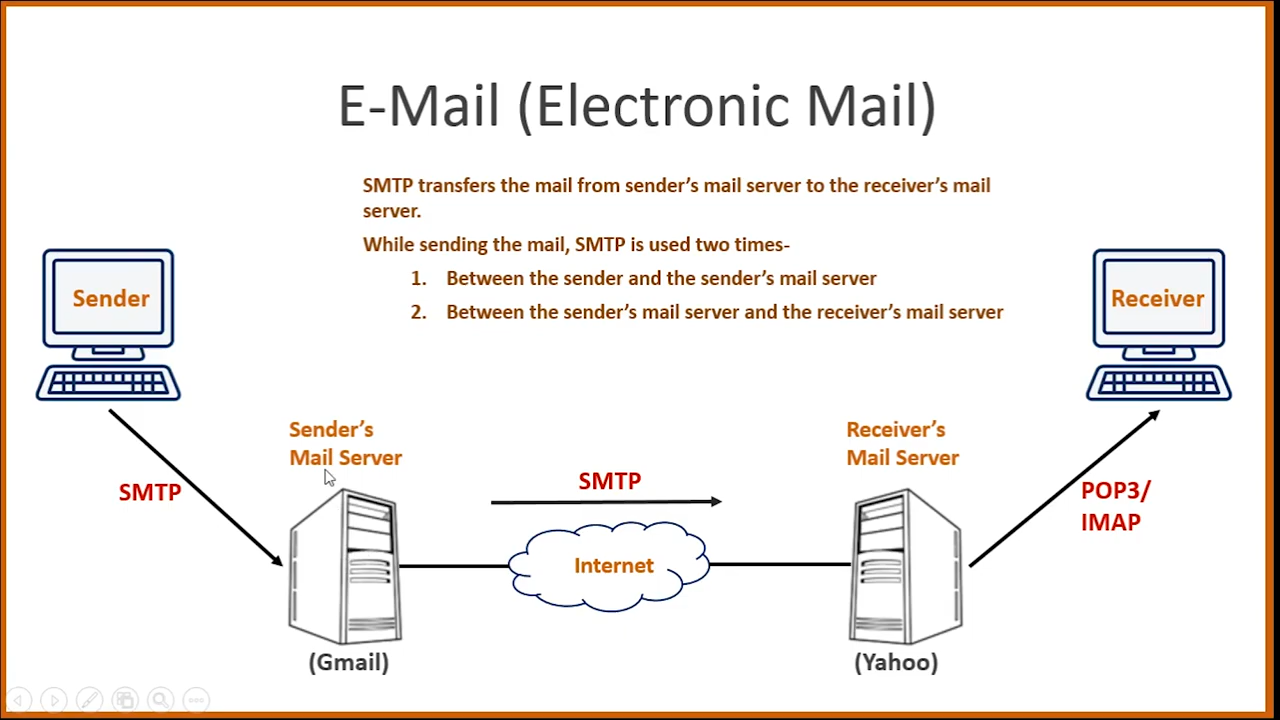 E-Mail (Electronic Mail)
SMTP transfers the mail from sender's mail server to the receiver's mail
server.
While sending the mail, SMTP is used two times-
1. Between the sender and the sender's mail server
2. Between the sender's mail server and the receiver's mail server
Sender
Receiver
Sender's
Mail Server
Receiver's
Mail Server
SMTP
SMTP
POP3/
IMAP
Internet
(Gmail)
(Yahoo)